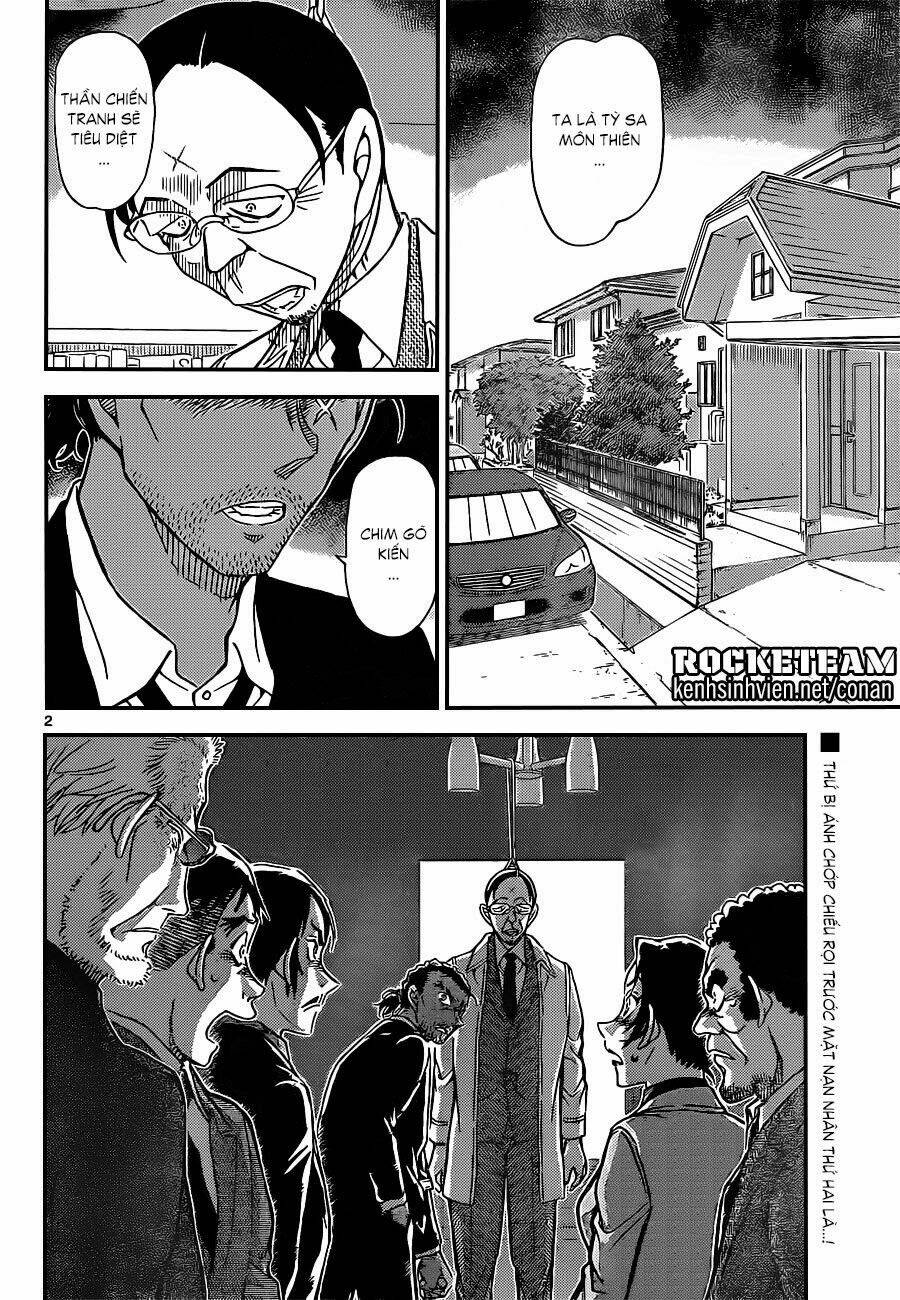 TA LÀ TỲ SA
MÔN THIÊN
...
THẦN CHIẾN
TRANH SẼ
TIÊU DIỆT
...
CHIM GÕ
KIẾN
...
ROCKETEAM
kenhsinhvien.net/conan
2
THỨ BỊ ÁNH CHỚP CHIẾU RỌI TRƯỚC MẶT NẠN NHÂN THỨ HAI LÀ...!